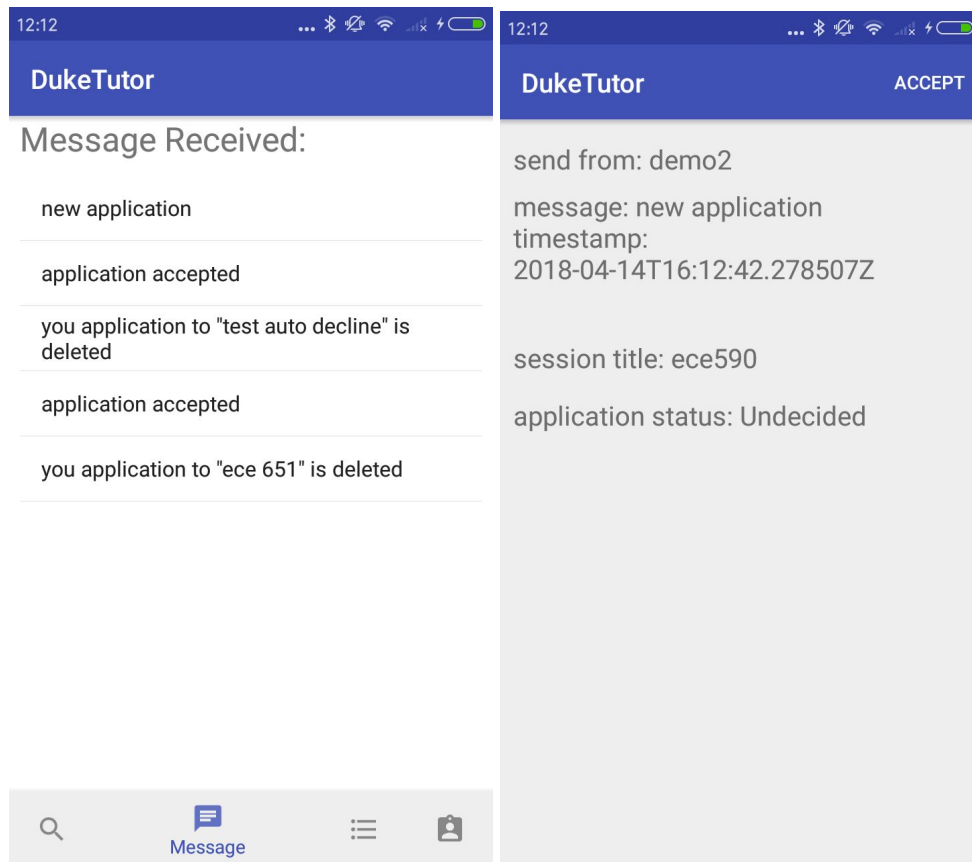 12:12
DukeTutor
Message Received:
new application
application accepted
you application to "test auto decline" is
deleted
application accepted
you application to "ece 651" is deleted
Message
12:12
DukeTutor
ACCEPT
send from: demo2
message: new application
timestamp:
2018-04-14T16:12:42.278507Z
session title: ece590
application status: Undecided